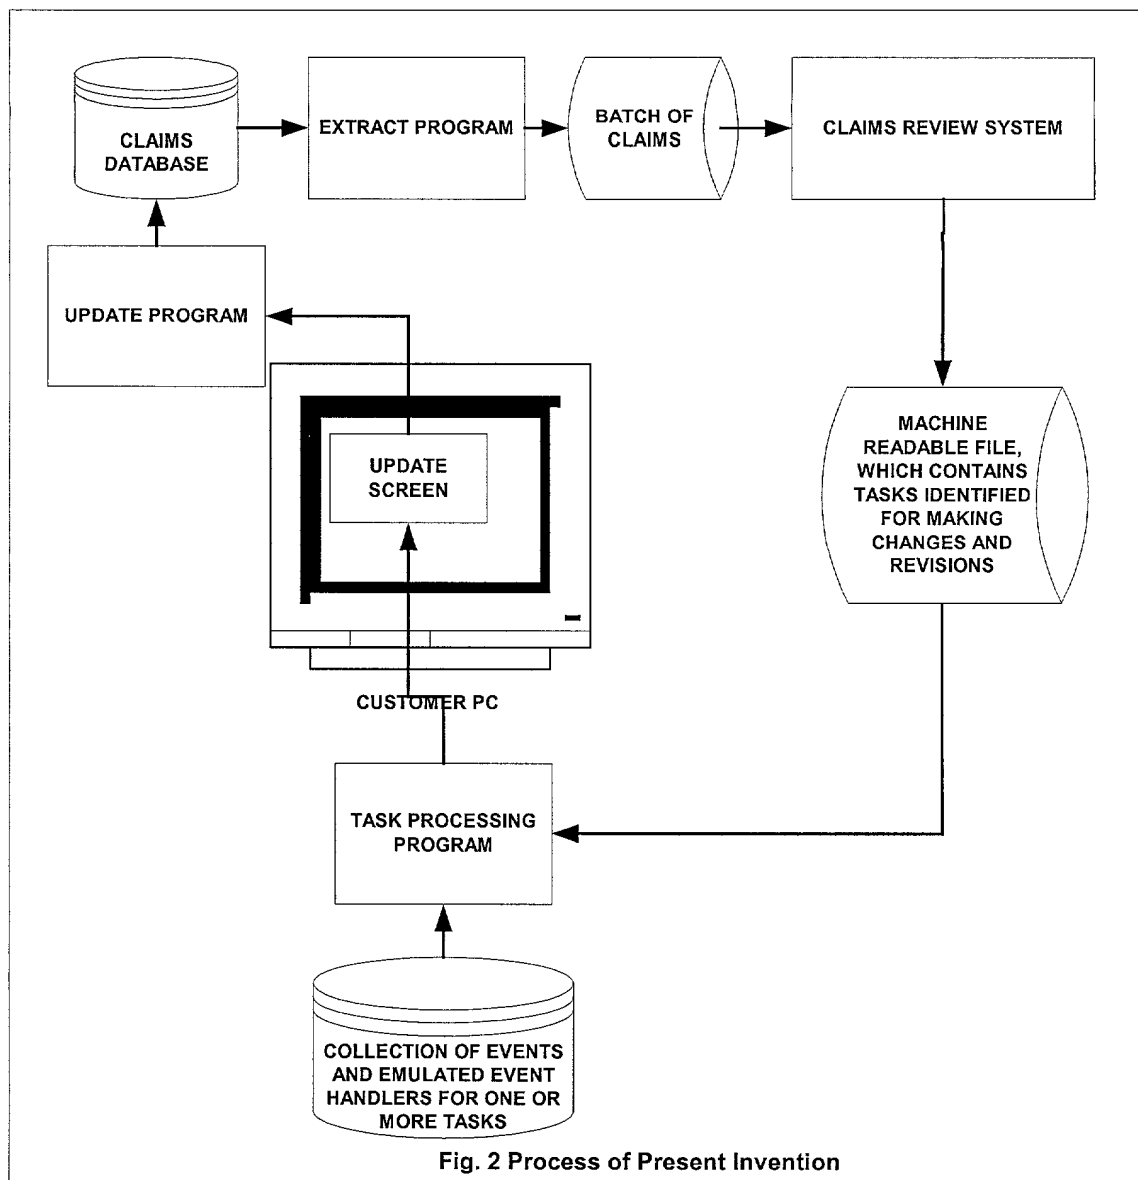 CLAIMS
DATABASE
EXTRACT PROGRAM
BATCH OF
CLAIMS
CLAIMS REVIEW SYSTEM
UPDATE PROGRAM
UPDATE
SCREEN
MACHINE
READABLE FILE,
WHICH CONTAINS
TASKS IDENTIFIED
FOR MAKING
CHANGES AND
REVISIONS
CUSTOMER PC
TASK PROCESSING
PROGRAM
COLLECTION OF EVENTS
AND EMULATED EVENT
HANDLERS FOR ONE OR
MORE TASKS
Fig. 2 Process of Present Invention